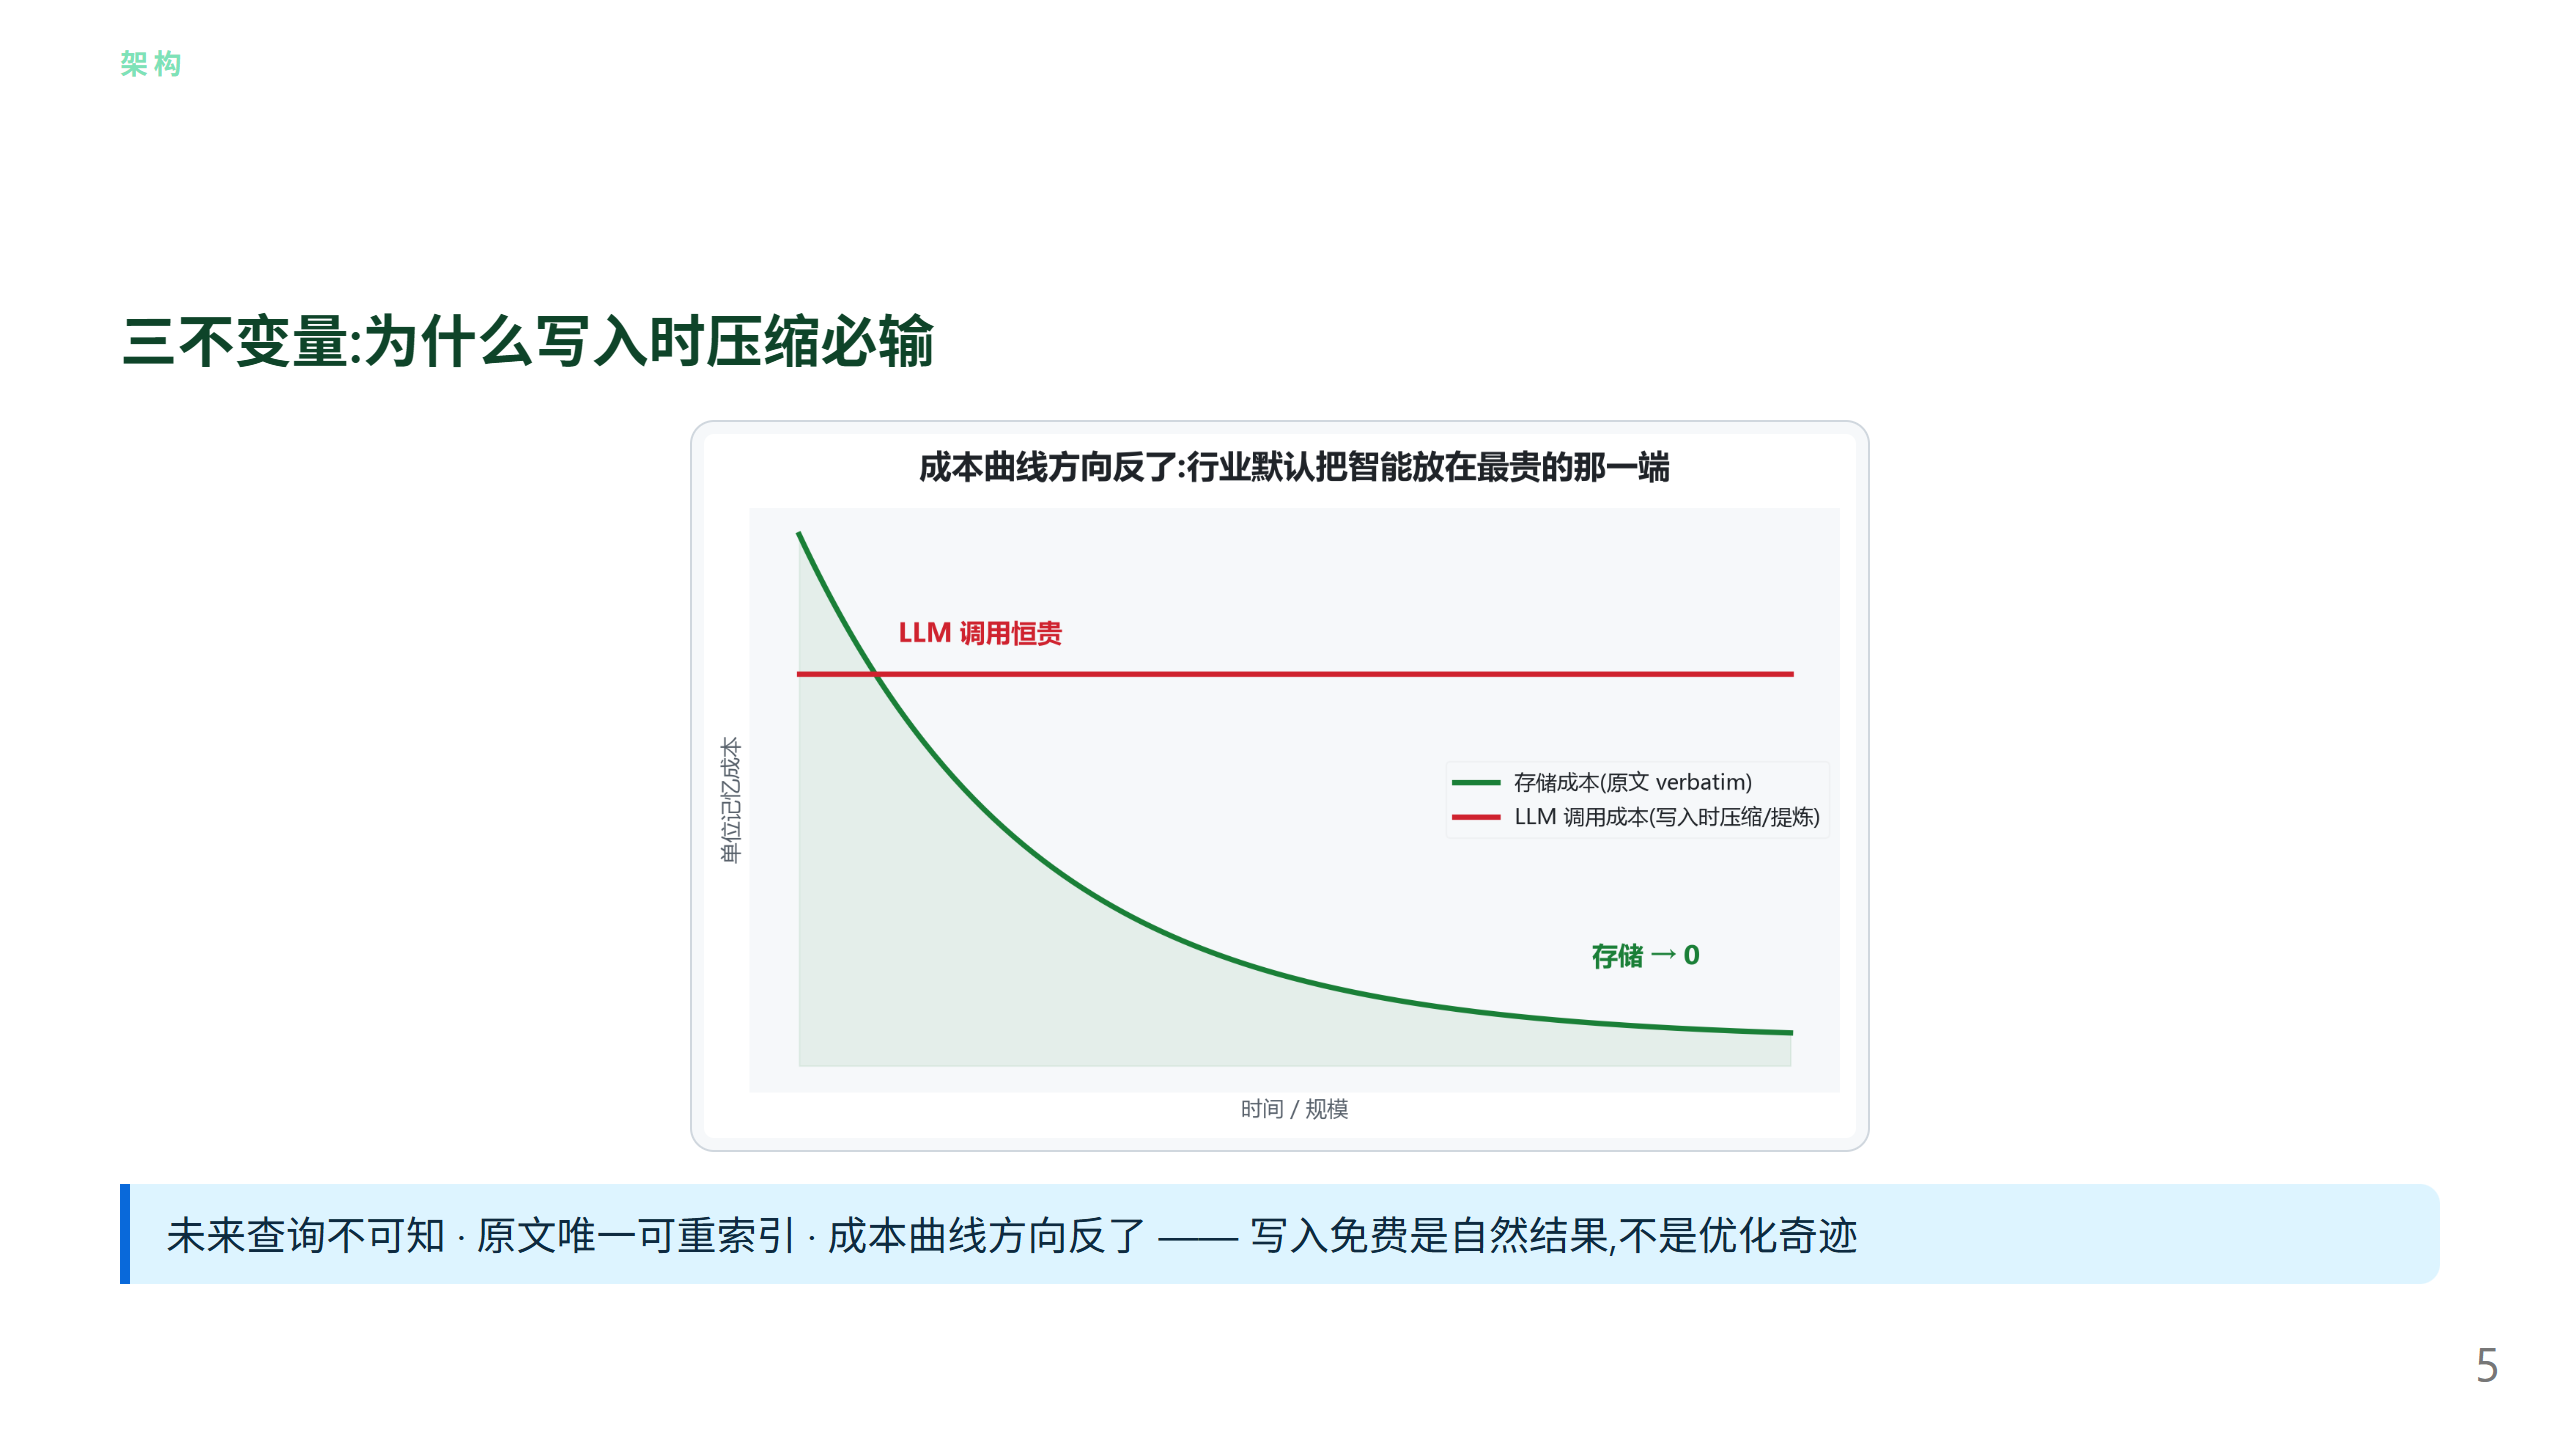 架构
三不变量:为什么写入时压缩必输
成本曲线方向反了:行业默认把智能放在最贵的那一端
LLM 调用恒贵
单位记忆成本
存储成本(原文 verbatim)
LLM 调用成本(写入时压缩/提炼)
存储 → 0
时间 / 规模
未来查询不可知 · 原文唯一可重索引 · 成本曲线方向反了 —— 写入免费是自然结果,不是优化奇迹
5